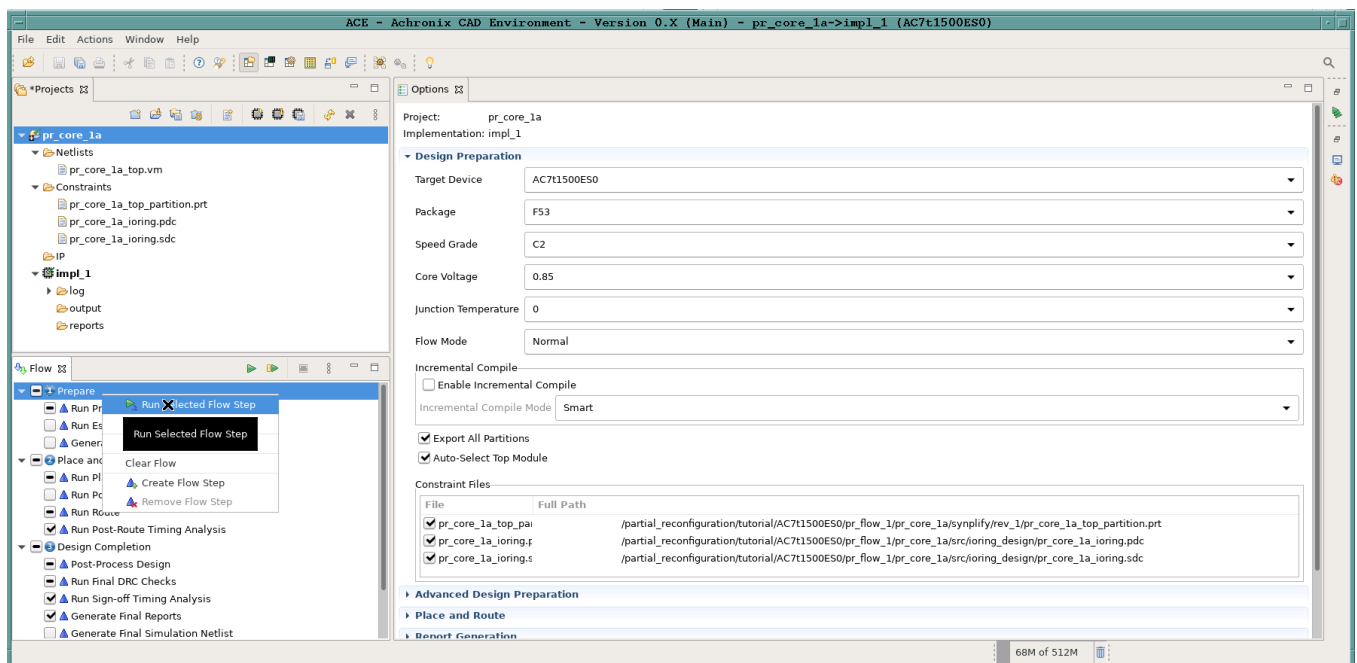 ACE - Achronix CAD Environment - Version 0.X (Main) - pr_core_1a->impl_1 (AC7t1500ES0)
File Edit Actions Window Help
*Projects
pr_core_1a
Netlists
pr_core_1a_top.vm
Constraints
pr_core_1a_top_partition.prt
pr_core_1a_ioring.pdc
pr_core_1a_ioring.sdc
IP
impl_1
log
output
reports
Flow
Prepare
Run Pr
Run Es
Genera
1
2 Place and
Run Pl
Run Po
Run Route
Run Post-Route Timing Analysis
3 Design Completion
Post-Process Design
Run Final DRC Checks
Run Sign-off Timing Analysis
Generate Final Reports
Generate Final Simulation Netlist
Run Selected Flow Step
Run Selected Flow Step
Clear Flow
Create Flow Step
Remove Flow Step
Options
Project: pr_core_1a
Implementation: impl_1
Design Preparation
Target Device AC7t1500ES0
Package F53
Speed Grade C2
Core Voltage 0.85
Junction Temperature 0
Flow Mode Normal
Incremental Compile
Enable Incremental Compile
Incremental Compile Mode Smart
Export All Partitions
Auto-Select Top Module
Constraint Files
File Full Path
pr_core_1a_top_pai /partial_reconfiguration/tutorial/AC7t1500ES0/pr_flow_1/pr_core_1a/synplify/rev_1/pr_core_1a_top_partition.prt
pr_core_1a_ioring.p /partial_reconfiguration/tutorial/AC7t1500ES0/pr_flow_1/pr_core_1a/src/ioring_design/pr_core_1a_ioring.pdc
pr_core_1a_ioring.s /partial_reconfiguration/tutorial/AC7t1500ES0/pr_flow_1/pr_core_1a/src/ioring_design/pr_core_1a_ioring.sdc
Advanced Design Preparation
Place and Route
Report Generation
68M of 512M